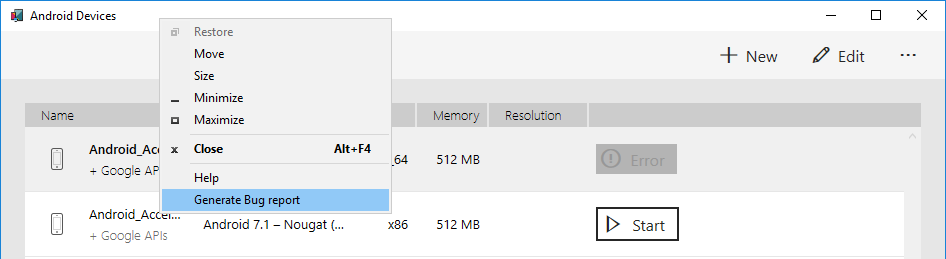 Android Devices
Restore
Move
Size
Minimize
Maximize
Close Alt+F4
Help
Generate Bug report
New Edit ...
Name Memory Resolution
Android_Acce _64 512 MB Error
+ Google APIs
Android_Accel... Android 7.1 – Nougat (... x86 512 MB Start
+ Google APIs